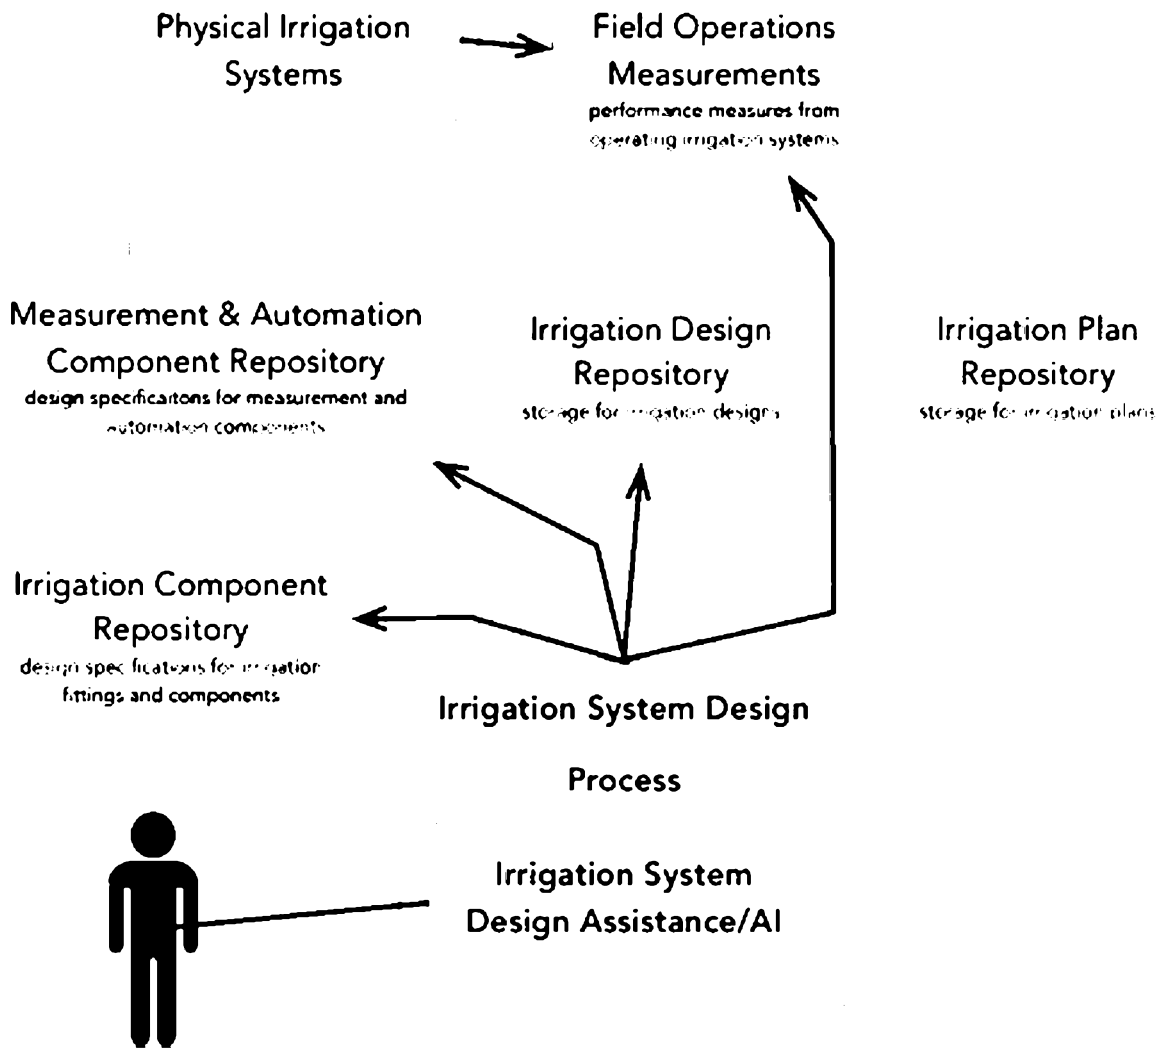 Physical Irrigation
Systems
Field Operations
Measurements
performance measures from
operating irrigation systems
Measurement & Automation
Component Repository
design specificaitons for measurement and
automation components
Irrigation Design
Repository
storage for irrigation designs
Irrigation Plan
Repository
storage for irrigation plans
Irrigation Component
Repository
design specifications for irrigation
fittings and components
Irrigation System Design
Process
Irrigation System
Design Assistance/AI